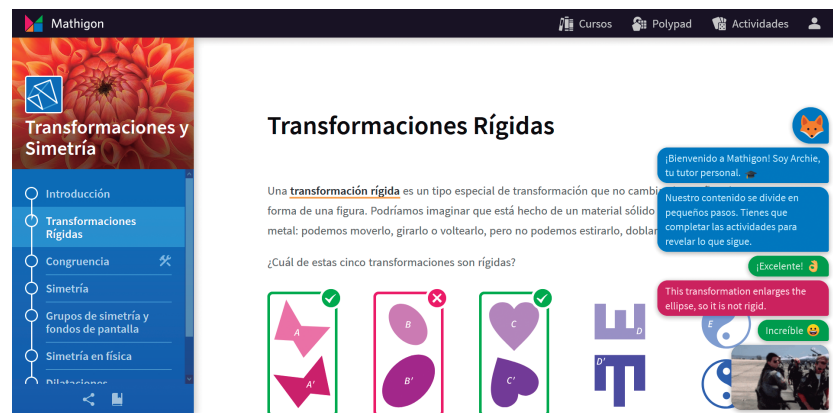 Mathigon
Cursos
Polypad
Actividades
Transformaciones y
Simetría
Introducción
Transformaciones
Rígidas
Congruencia
Simetría
Grupos de simetría y
fondos de pantalla
Simetría en física
Dilataciones
Transformaciones Rígidas
Una transformación rígida es un tipo especial de transformación que no
forma de una figura. Podríamos imaginar que está hecho de un material sólido
metal: podemos moverlo, girarlo o voltearlo, pero no podemos estirarlo,
¿Cuál de estas cinco transformaciones son rígidas?
A
B
C
D
E
A'
B'
C'
D'
¡Bienvenido a Mathigon! Soy Archie,
tu tutor personal.
Nuestro contenido se divide en
pequeños pasos. Tienes que
completar las actividades para
revelar lo que sigue.
¡Excelente!
This transformation enlarges the
ellipse, so it is not rigid.
Increíble